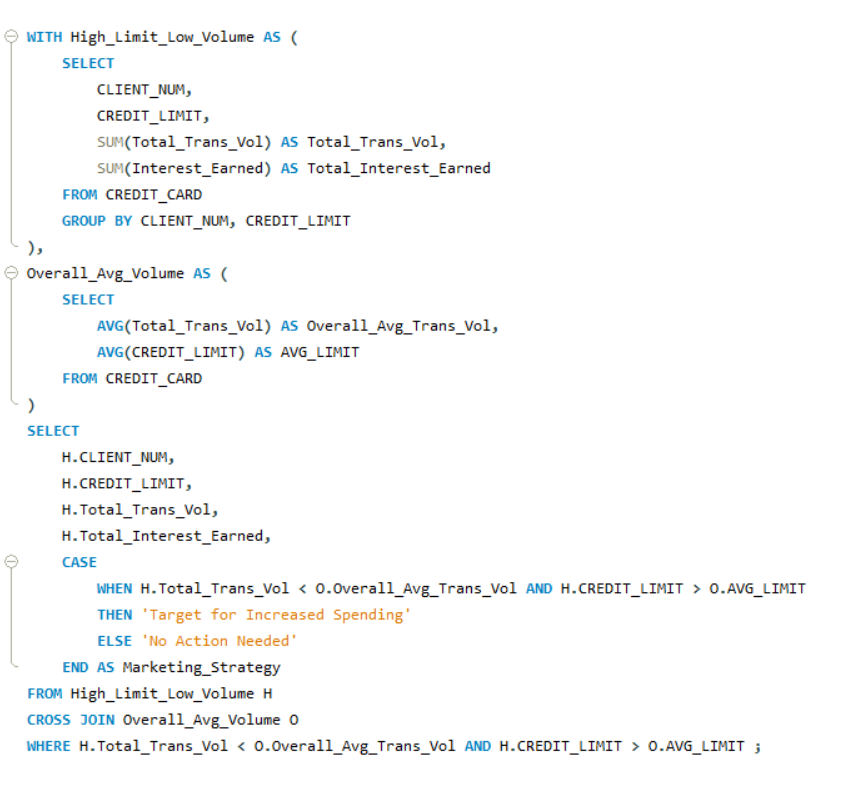 WITH High_Limit_Low_Volume AS (
SELECT
CLIENT_NUM,
CREDIT_LIMIT,
SUM(Total_Trans_Vol) AS Total_Trans_Vol,
SUM(Interest_Earned) AS Total_Interest_Earned
FROM CREDIT_CARD
GROUP BY CLIENT_NUM, CREDIT_LIMIT
),
Overall_Avg_Volume AS (
SELECT
AVG(Total_Trans_Vol) AS Overall_Avg_Trans_Vol,
AVG(CREDIT_LIMIT) AS AVG_LIMIT
FROM CREDIT_CARD
)
SELECT
H.CLIENT_NUM,
H.CREDIT_LIMIT,
H.Total_Trans_Vol,
H.Total_Interest_Earned,
CASE
WHEN H.Total_Trans_Vol < O.Overall_Avg_Trans_Vol AND H.CREDIT_LIMIT > O.AVG_LIMIT
THEN 'Target for Increased Spending'
ELSE 'No Action Needed'
END AS Marketing_Strategy
FROM High_Limit_Low_Volume H
CROSS JOIN Overall_Avg_Volume O
WHERE H.Total_Trans_Vol < O.Overall_Avg_Trans_Vol AND H.CREDIT_LIMIT > O.AVG_LIMIT ;